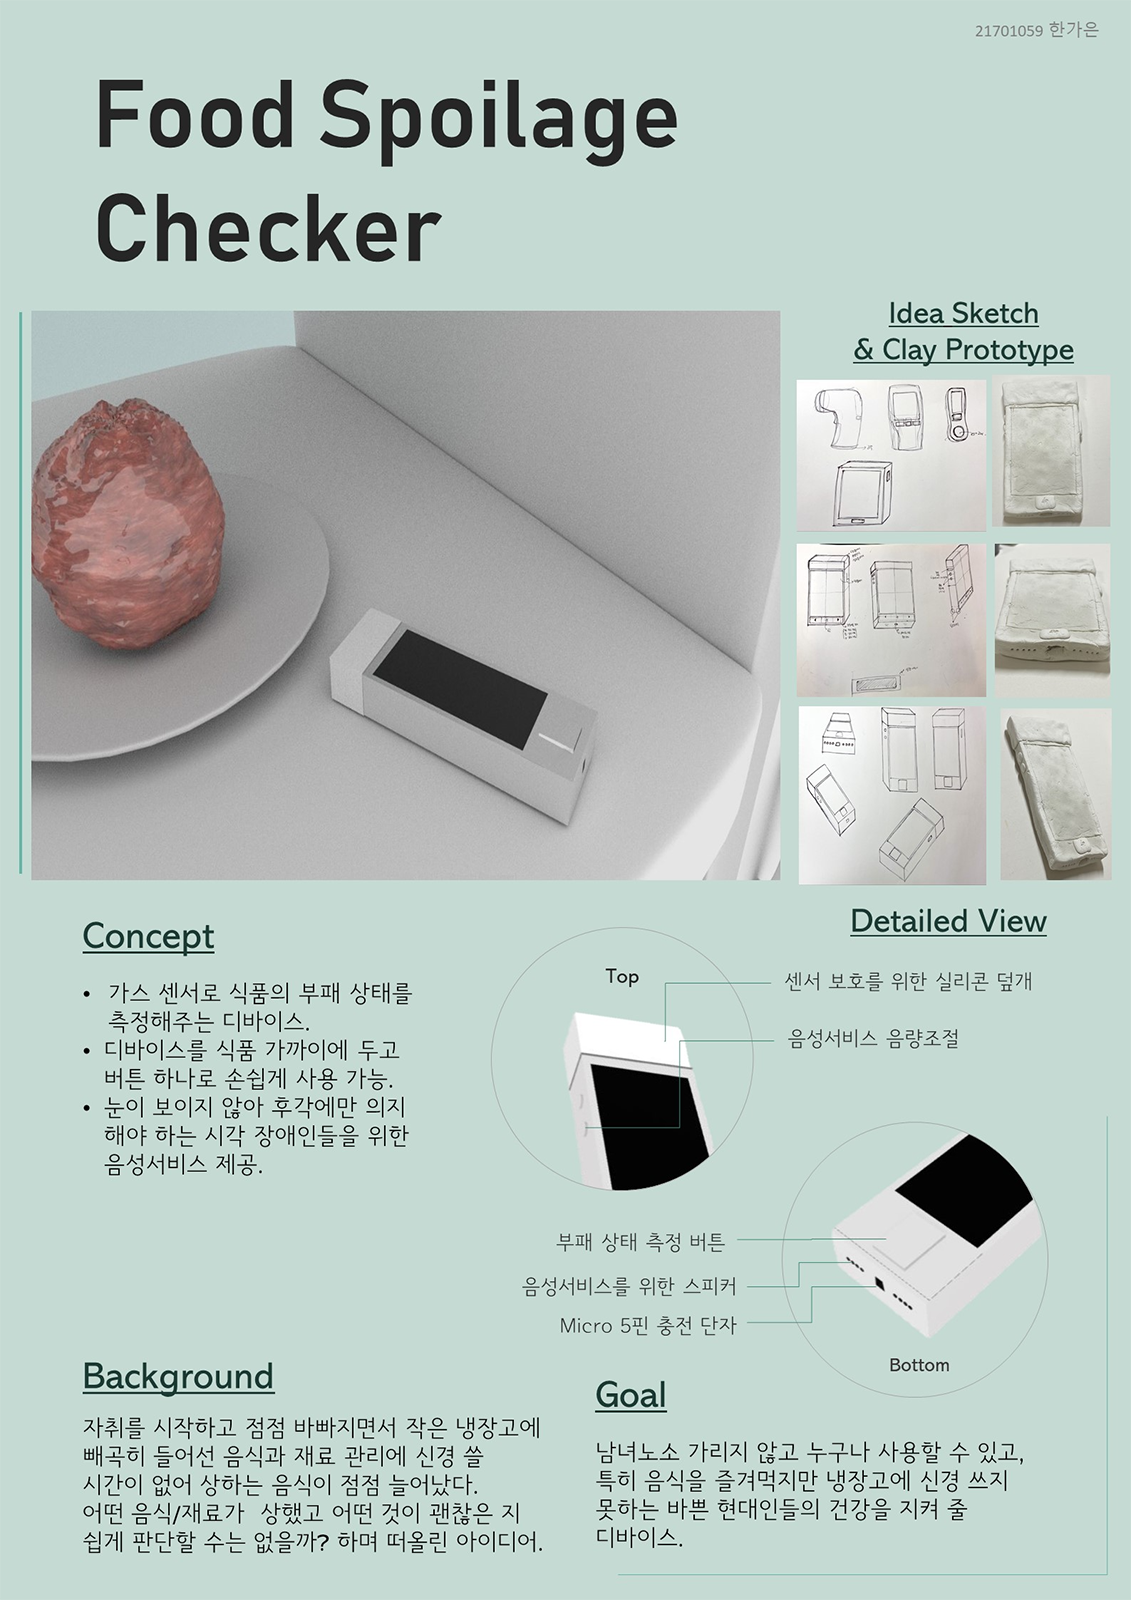 21701059 한가은
Food Spoilage
Checker
Idea Sketch
& Clay Prototype
Concept
• 가스 센서로 식품의 부패 상태를
측정해주는 디바이스.
• 디바이스를 식품 가까이에 두고
버튼 하나로 손쉽게 사용 가능.
• 눈이 보이지 않아 후각에만 의지
해야 하는 시각 장애인들을 위한
음성서비스 제공.
Detailed View
Top
센서 보호를 위한 실리콘 덮개
음성서비스 음량조절
부패 상태 측정 버튼
음성서비스를 위한 스피커
Micro 5핀 충전 단자
Bottom
Background
자취를 시작하고 점점 바빠지면서 작은 냉장고에
빼곡히 들어선 음식과 재료 관리에 신경 쓸
시간이 없어 상하는 음식이 점점 늘어났다.
어떤 음식/재료가 상했고 어떤 것이 괜찮은 지
쉽게 판단할 수는 없을까? 하며 떠올린 아이디어.
Goal
남녀노소 가리지 않고 누구나 사용할 수 있고,
특히 음식을 즐겨먹지만 냉장고에 신경 쓰지
못하는 바쁜 현대인들의 건강을 지켜 줄
디바이스.